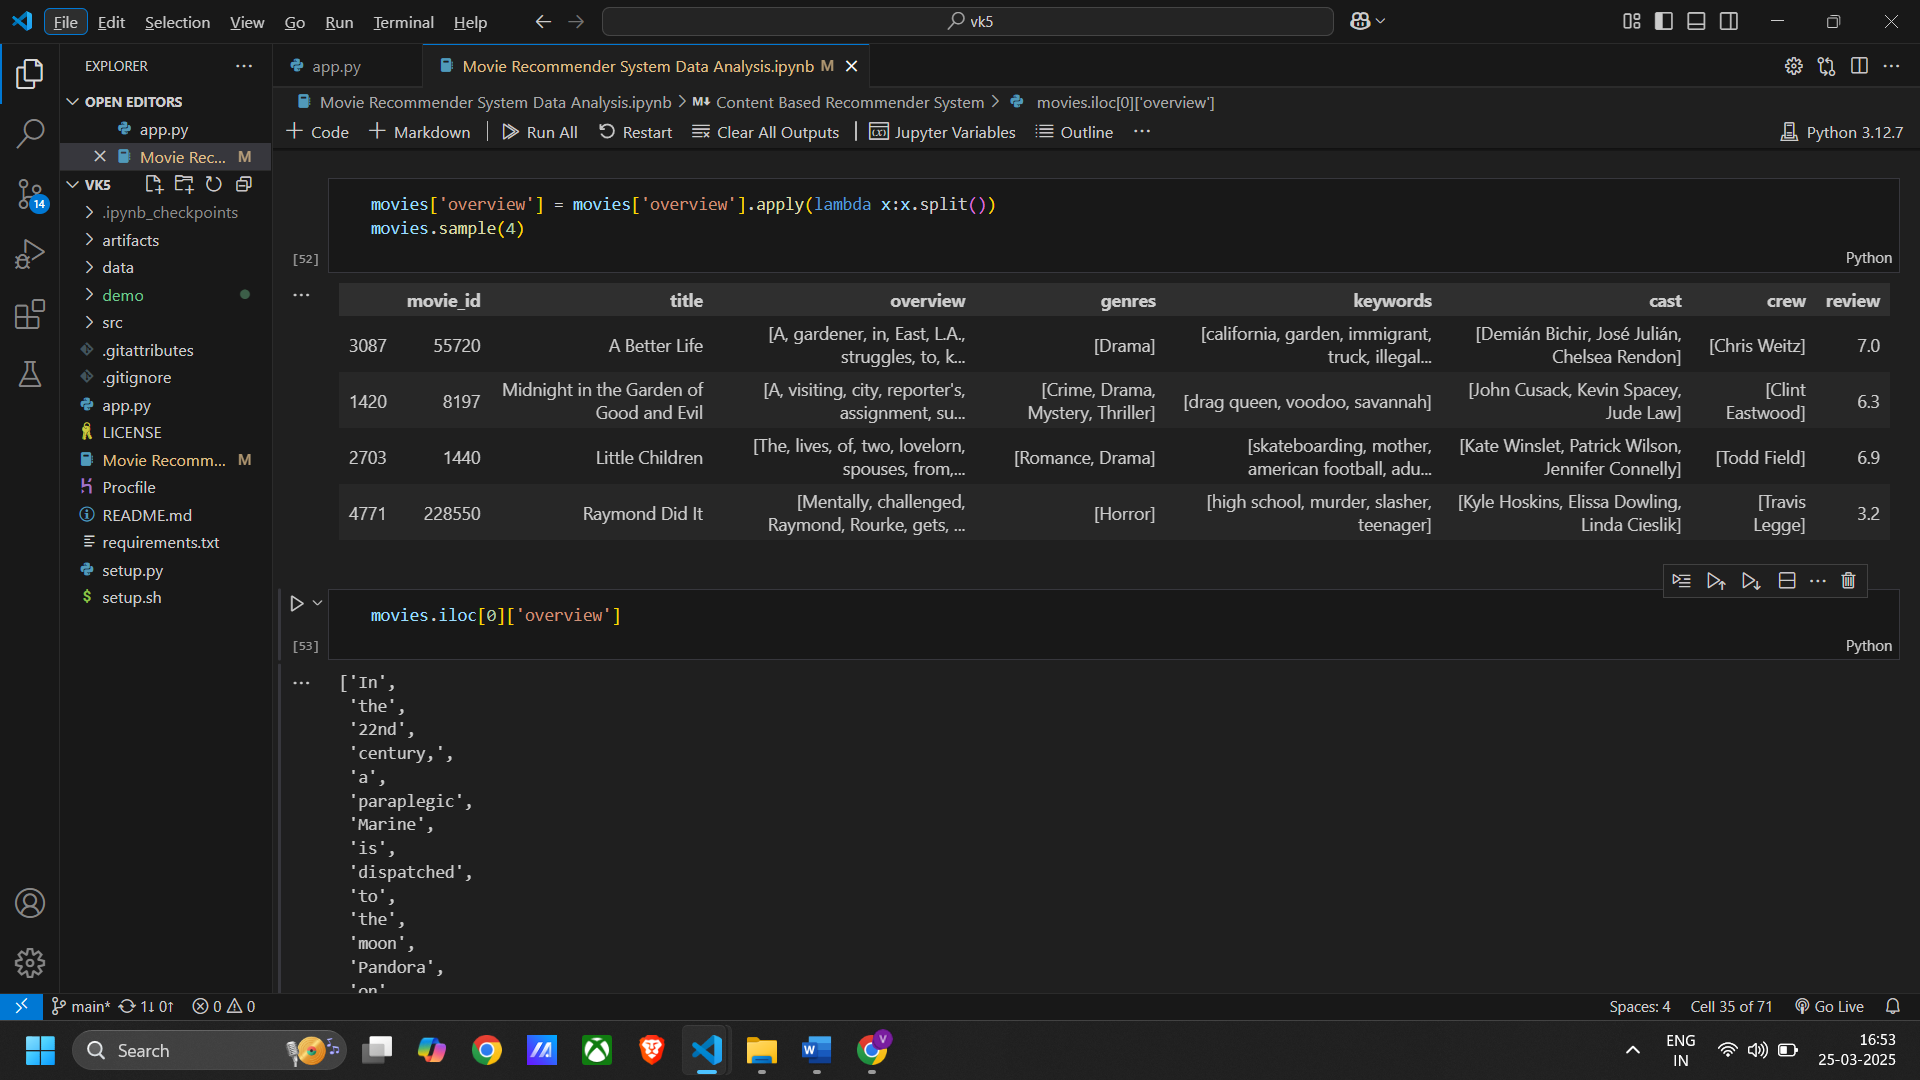 File Edit Selection View Go Run Terminal Help
vk5
EXPLORER
OPEN EDITORS
app.py
Movie Rec... M
VK5
.ipynb_checkpoints
artifacts
data
demo
src
.gitattributes
.gitignore
app.py
LICENSE
Movie Recomm... M
Procfile
README.md
requirements.txt
setup.py
setup.sh
14
app.py
Movie Recommender System Data Analysis.ipynb M
Movie Recommender System Data Analysis.ipynb > M↓ Content Based Recommender System > movies.iloc[0]['overview']
+ Code + Markdown | Run All Restart Clear All Outputs | Jupyter Variables Outline ...
Python 3.12.7
movies['overview'] = movies['overview'].apply(lambda x:x.split())
movies.sample(4)
[52]
Python
movie_id title overview genres keywords cast crew review
3087 55720 A Better Life [A, gardener, in, East, L.A., struggles, to, k... [Drama] [california, garden, immigrant, truck, illegal... [Demián Bichir, José Julián, Chelsea Rendon] [Chris Weitz] 7.0
1420 8197 Midnight in the Garden of Good and Evil [A, visiting, city, reporter's, assignment, su... [Crime, Drama, Mystery, Thriller] [drag queen, voodoo, savannah] [John Cusack, Kevin Spacey, Jude Law] [Clint Eastwood] 6.3
2703 1440 Little Children [The, lives, of, two, lovelorn, spouses, from,... [Romance, Drama] [skateboarding, mother, american football, adu... [Kate Winslet, Patrick Wilson, Jennifer Connelly] [Todd Field] 6.9
4771 228550 Raymond Did It [Mentally, challenged, Raymond, Rourke, gets, ... [Horror] [high school, murder, slasher, teenager] [Kyle Hoskins, Elissa Dowling, Linda Cieslik] [Travis Legge] 3.2
movies.iloc[0]['overview']
[53]
Python
['In',
'the',
'22nd',
'century,',
'a',
'paraplegic',
'Marine',
'is',
'dispatched',
'to',
'the',
'moon',
'Pandora',
'on'
main* 1↓ 0↑ 0 0
Spaces: 4 Cell 35 of 71 Go Live
Search
V
ENG
IN
16:53
25-03-2025